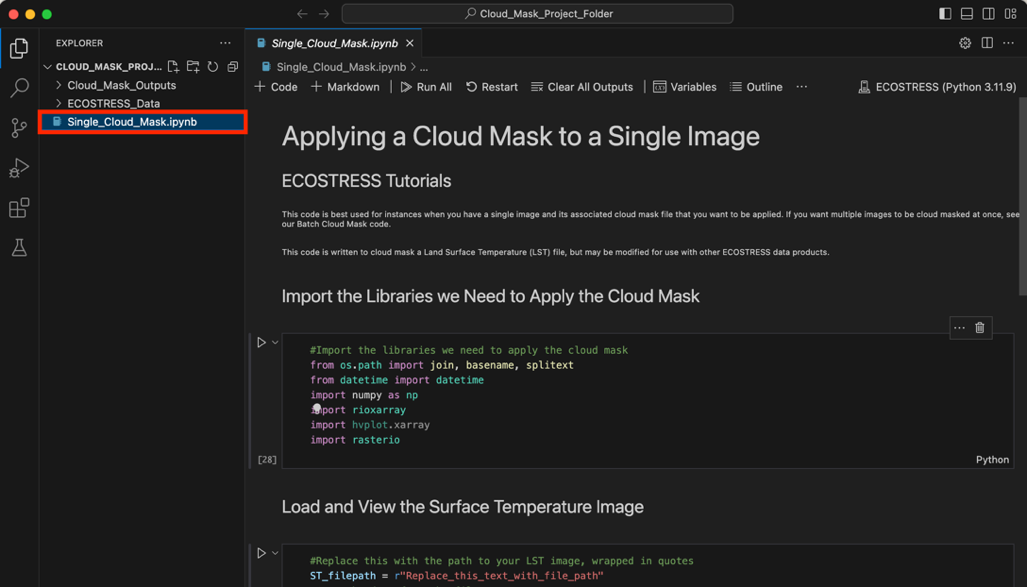 Cloud_Mask_Project_Folder
EXPLORER
CLOUD_MASK_PROJ...
Cloud_Mask_Outputs
ECOSTRESS_Data
Single_Cloud_Mask.ipynb
Single_Cloud_Mask.ipynb
Single_Cloud_Mask.ipynb > ...
Code Markdown Run All Restart Clear All Outputs Variables Outline ... ECOSTRESS (Python 3.11.9)
Applying a Cloud Mask to a Single Image
ECOSTRESS Tutorials
This code is best used for instances when you have a single image and its associated cloud mask file that you want to be applied. If you want multiple images to be cloud masked at once, see
our Batch Cloud Mask code.
This code is written to cloud mask a Land Surface Temperature (LST) file, but may be modified for use with other ECOSTRESS data products.
Import the Libraries we Need to Apply the Cloud Mask
#Import the libraries we need to apply the cloud mask
from os.path import join, basename, splitext
from datetime import datetime
import numpy as np
import rioxarray
import hvplot.xarray
import rasterio
[28]
Python
Load and View the Surface Temperature Image
#Replace this with the path to your LST image, wrapped in quotes
ST_filepath = r"Replace_this_text_with_file_path"